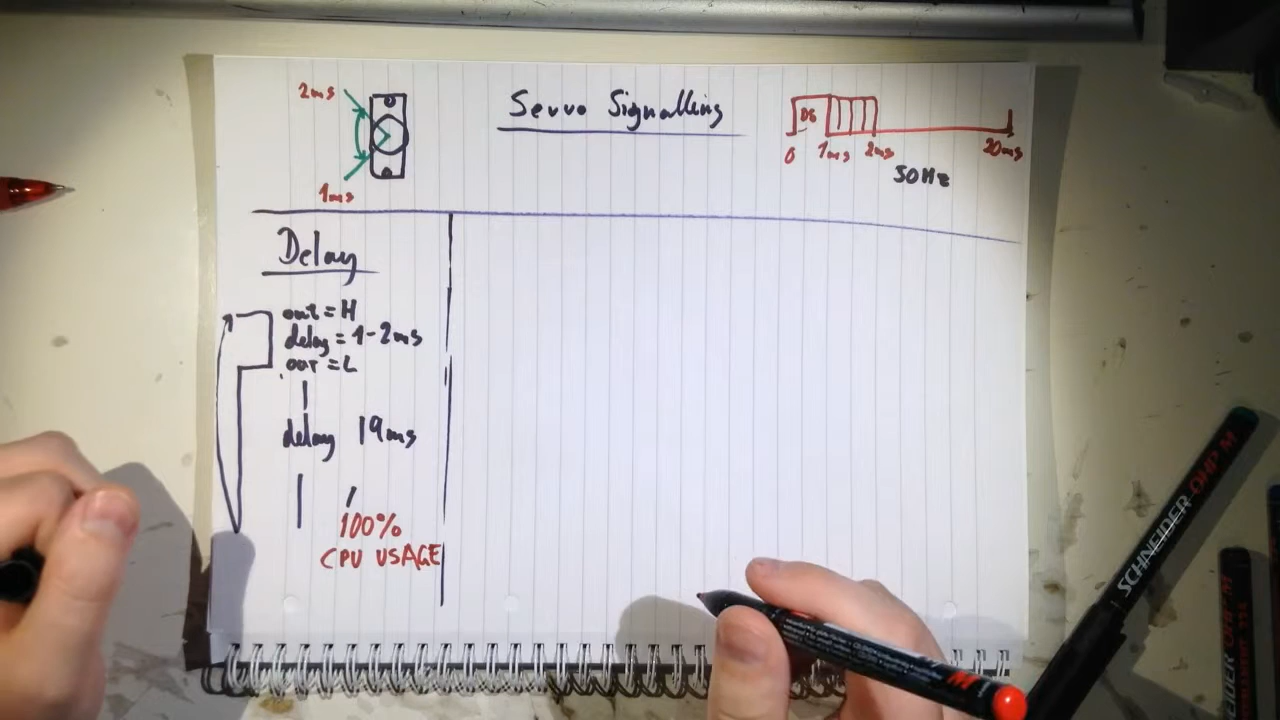 Servo Signalling
2ms
1ms
0
1ms
2ms
20ms
50Hz
Delay
out = H
delay = 1-2ms
out = L
delay 19ms
100%
CPU USAGE
SCHNEIDER OHP M
M